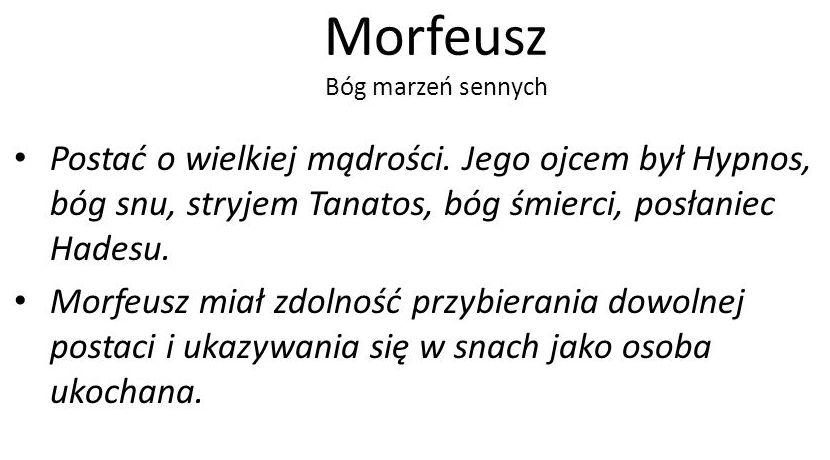 Morfeusz
Bóg marzeń sennych
• Postać o wielkiej mądrości. Jego ojcem był Hypnos,
bóg snu, stryjem Tanatos, bóg śmierci, posłaniec
Hadesu.
• Morfeusz miał zdolność przybierania dowolnej
postaci i ukazywania się w snach jako osoba
ukochana.